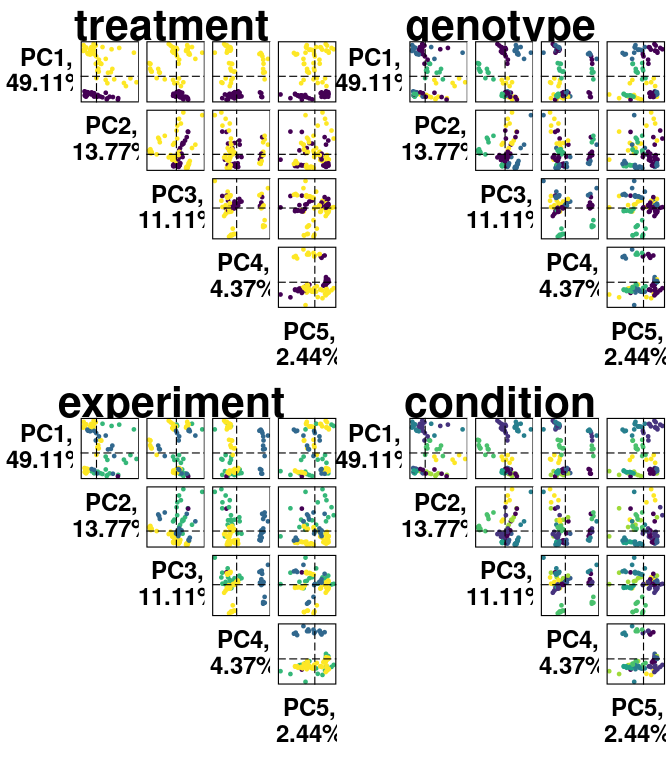 treatment
PC1,
49.11%
PC2,
13.77%
PC3,
11.11%
PC4,
4.37%
PC5,
2.44%
genotype
PC1,
49.11%
PC2,
13.77%
PC3,
11.11%
PC4,
4.37%
PC5,
2.44%
experiment
PC1,
49.11%
PC2,
13.77%
PC3,
11.11%
PC4,
4.37%
PC5,
2.44%
condition
PC1,
49.11%
PC2,
13.77%
PC3,
11.11%
PC4,
4.37%
PC5,
2.44%